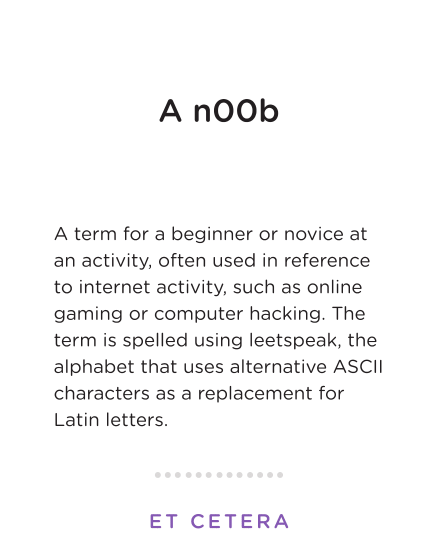 A n00b
A term for a beginner or novice at
an activity, often used in reference
to internet activity, such as online
gaming or computer hacking. The
term is spelled using leetspeak, the
alphabet that uses alternative ASCII
characters as a replacement for
Latin letters.
ET CETERA